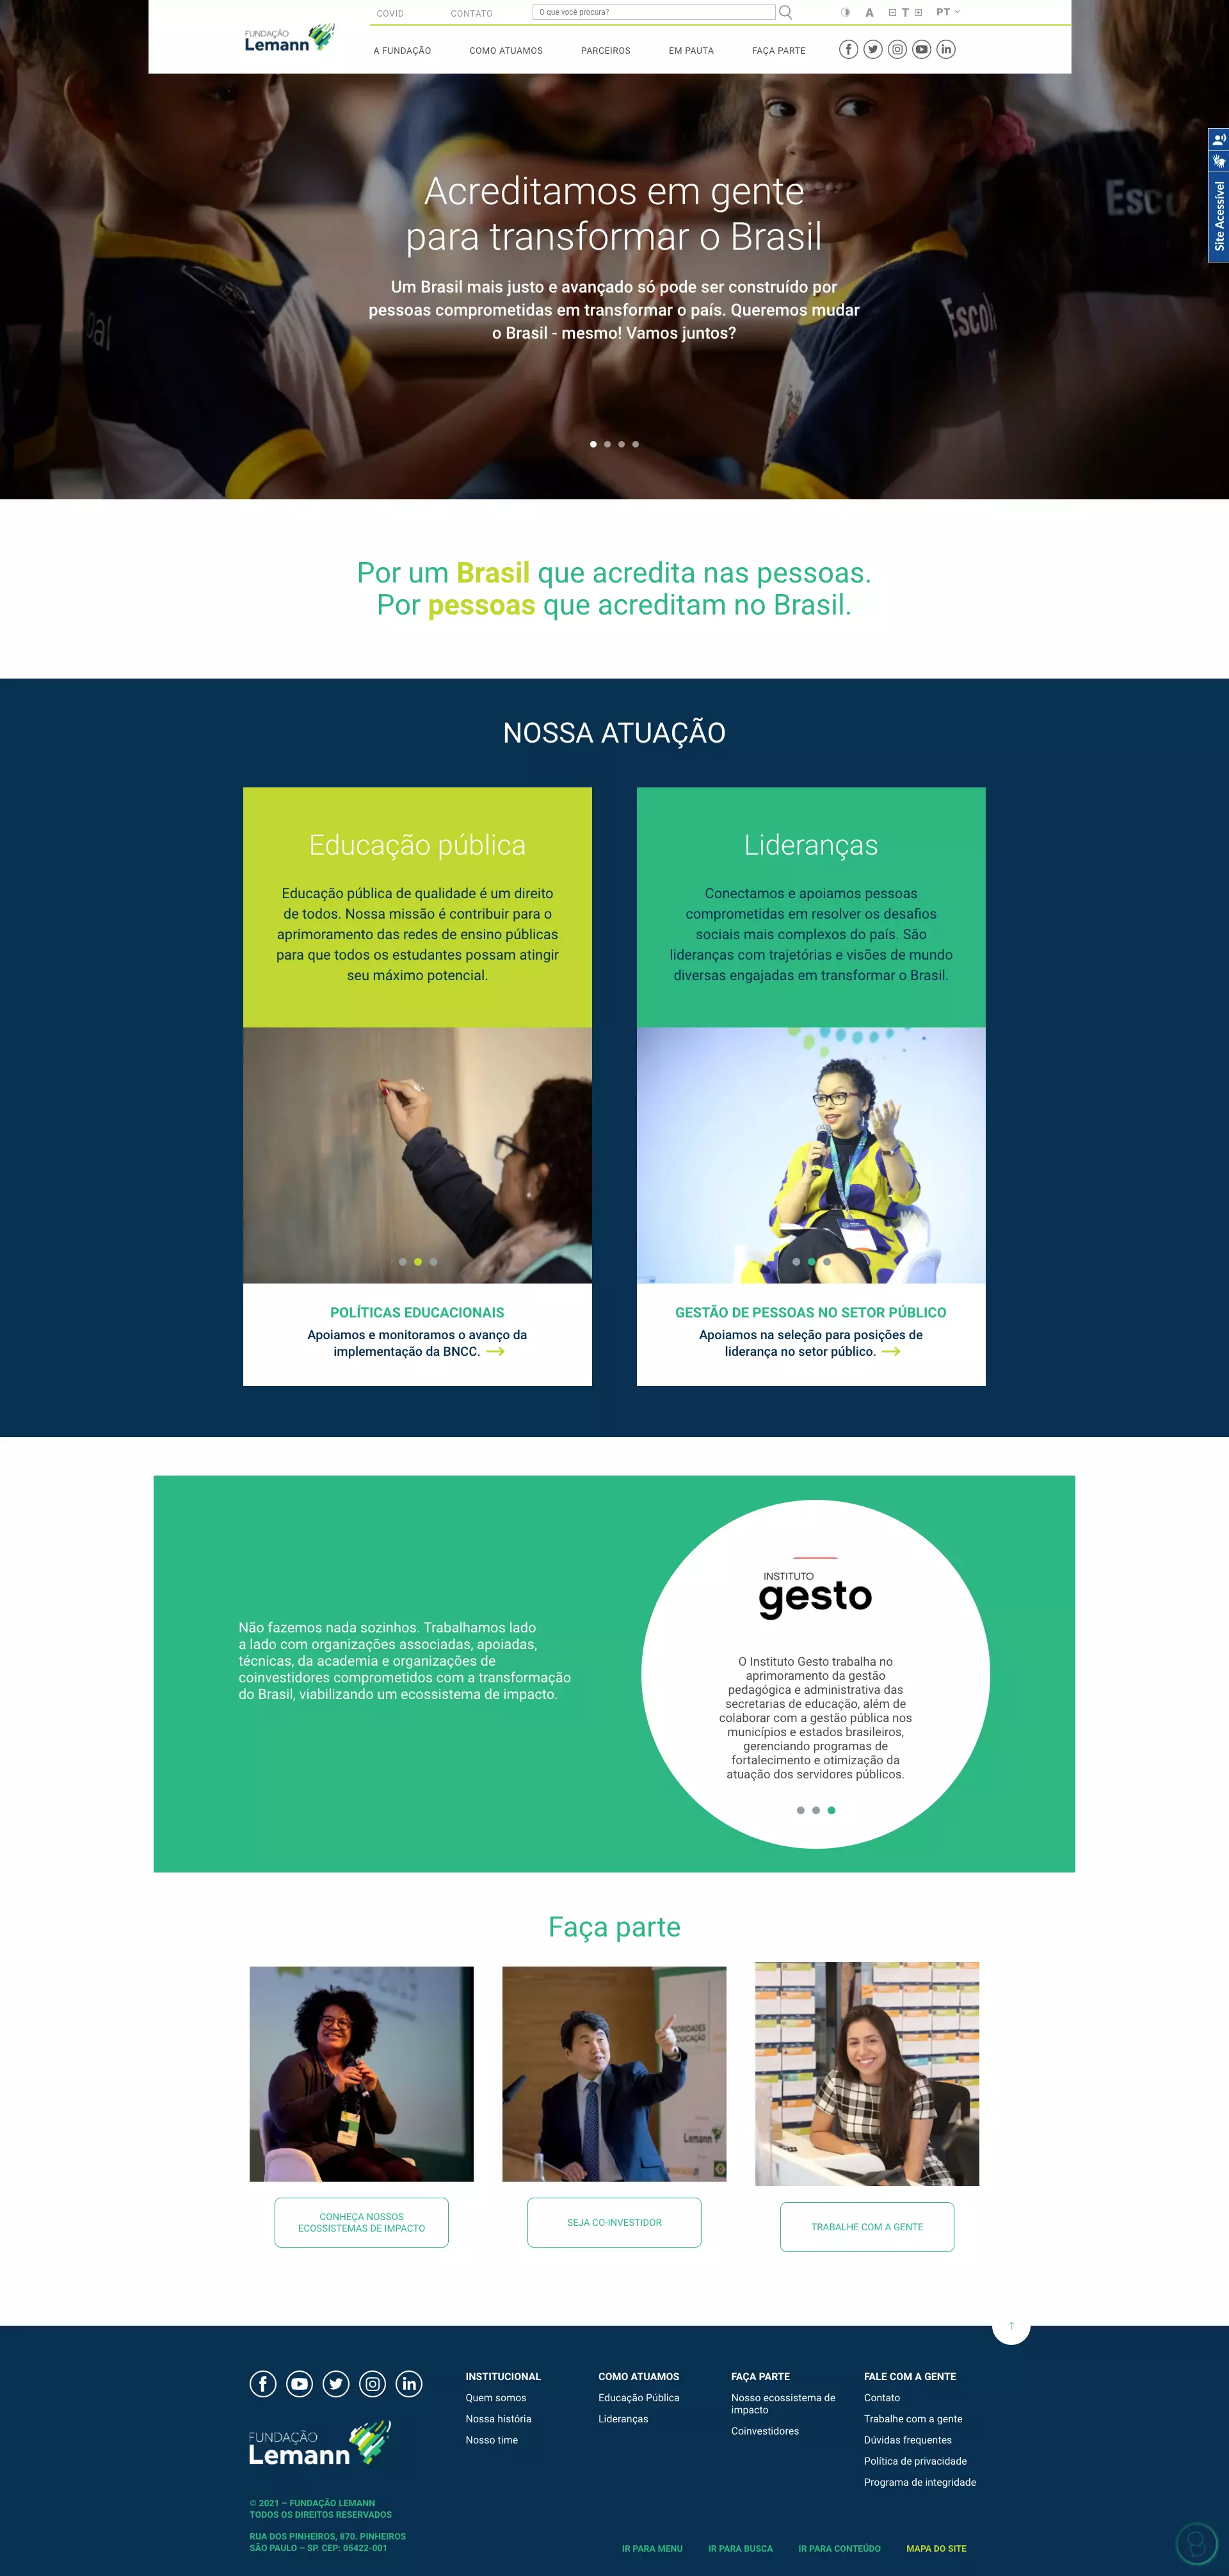 COVID
CONTATO
O que você procura?
A
T
PT
FUNDAÇÃO
Lemann
A FUNDAÇÃO
COMO ATUAMOS
PARCEIROS
EM PAUTA
FAÇA PARTE
Site Acessível
Acreditamos em gente
para transformar o Brasil
Um Brasil mais justo e avançado só pode ser construído por
pessoas comprometidas em transformar o país. Queremos mudar
o Brasil - mesmo! Vamos juntos?
Por um Brasil que acredita nas pessoas.
Por pessoas que acreditam no Brasil.
NOSSA ATUAÇÃO
Educação pública
Educação pública de qualidade é um direito
de todos. Nossa missão é contribuir para o
aprimoramento das redes de ensino públicas
para que todos os estudantes possam atingir
seu máximo potencial.
POLÍTICAS EDUCACIONAIS
Apoiamos e monitoramos o avanço da
implementação da BNCC.
Lideranças
Conectamos e apoiamos pessoas
comprometidas em resolver os desafios
sociais mais complexos do país. São
lideranças com trajetórias e visões de mundo
diversas engajadas em transformar o Brasil.
GESTÃO DE PESSOAS NO SETOR PÚBLICO
Apoiamos na seleção para posições de
liderança no setor público.
Não fazemos nada sozinhos. Trabalhamos lado
a lado com organizações associadas, apoiadas,
técnicas, da academia e organizações de
coinvestidores comprometidos com a transformação
do Brasil, viabilizando um ecossistema de impacto.
INSTITUTO
gesto
O Instituto Gesto trabalha no
aprimoramento da gestão
pedagógica e administrativa das
secretarias de educação, além de
colaborar com a gestão pública nos
municípios e estados brasileiros,
gerenciando programas de
fortalecimento e otimização da
atuação dos servidores públicos.
Faça parte
CONHEÇA NOSSOS
ECOSSISTEMAS DE IMPACTO
SEJA CO-INVESTIDOR
TRABALHE COM A GENTE
FUNDAÇÃO
Lemann
© 2021 – FUNDAÇÃO LEMANN
TODOS OS DIREITOS RESERVADOS
RUA DOS PINHEIROS, 870. PINHEIROS
SÃO PAULO – SP. CEP: 05422-001
INSTITUCIONAL
Quem somos
Nossa história
Nosso time
COMO ATUAMOS
Educação Pública
Lideranças
FAÇA PARTE
Nosso ecossistema de
impacto
Coinvestidores
FALE COM A GENTE
Contato
Trabalhe com a gente
Dúvidas frequentes
Política de privacidade
Programa de integridade
IR PARA MENU
IR PARA BUSCA
IR PARA CONTEÚDO
MAPA DO SITE